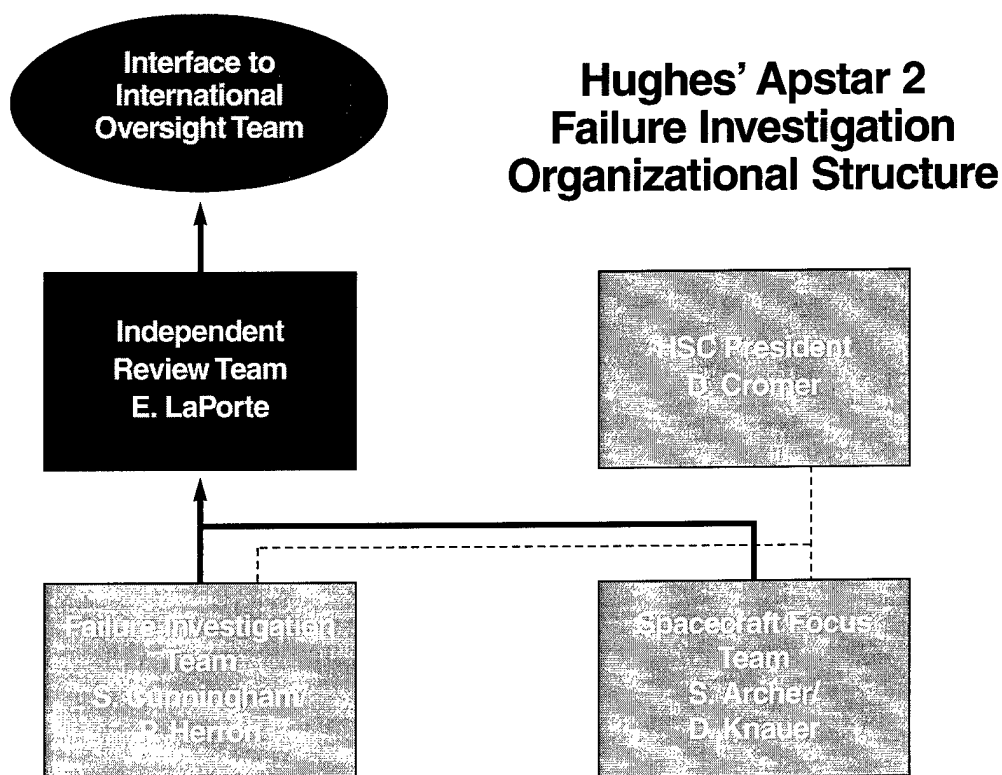 Interface to
International
Oversight Team
Hughes' Apstar 2
Failure Investigation
Organizational Structure
Independent
Review Team
E. LaPorte
HSC President
D. Cromer
Failure Investigation
Team
S. Cunningham/
P. Herron
Spacecraft Focus
Team
S. Archer/
D. Knauer